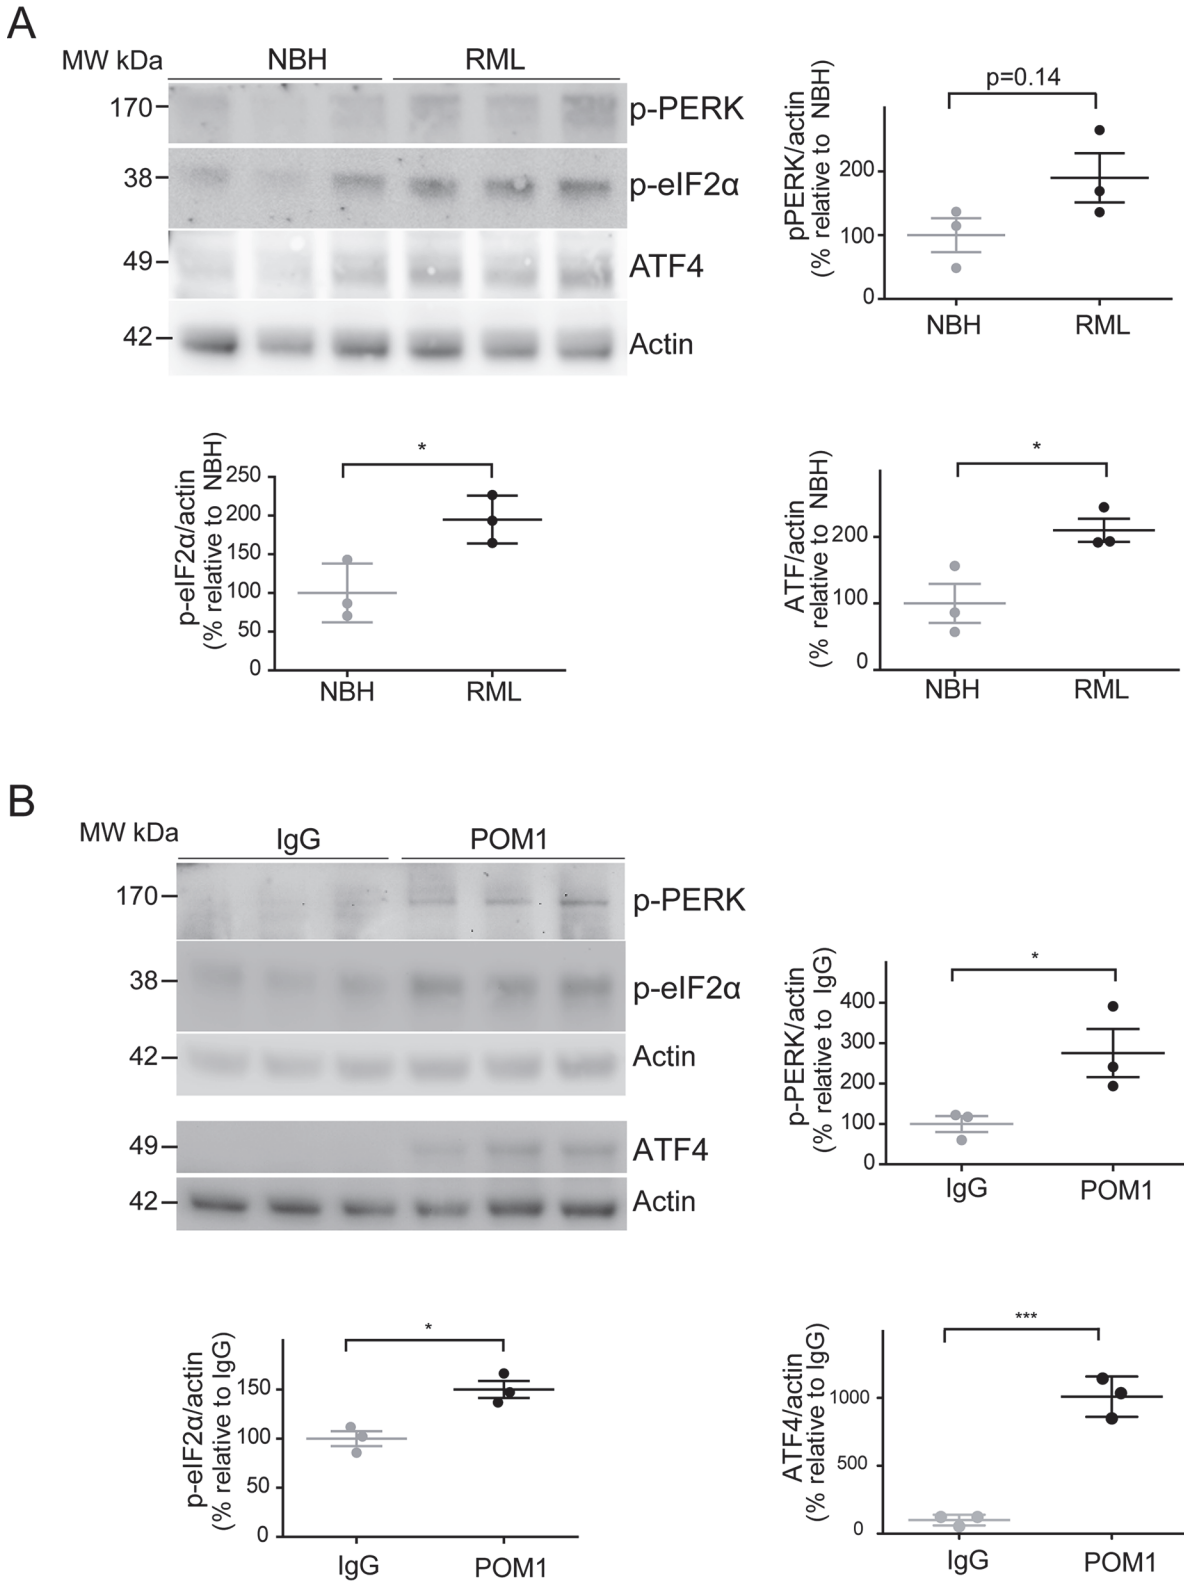 A
MW kDa
NBH
RML
170
p-PERK
38
p-eIF2α
49
ATF4
42
Actin
p=0.14
pPERK/actin
(% relative to NBH)
200
100
0
NBH
RML
*
p-eIF2α/actin
(% relative to NBH)
250
200
150
100
50
0
NBH
RML
*
ATF/actin
(% relative to NBH)
200
100
0
NBH
RML
B
MW kDa
IgG
POM1
170
p-PERK
38
p-eIF2α
42
Actin
49
ATF4
42
Actin
*
p-PERK/actin
(% relative to IgG)
400
300
200
100
0
IgG
POM1
*
p-eIF2α/actin
(% relative to IgG)
150
100
50
0
IgG
POM1
***
ATF4/actin
(% relative to IgG)
1000
500
0
IgG
POM1